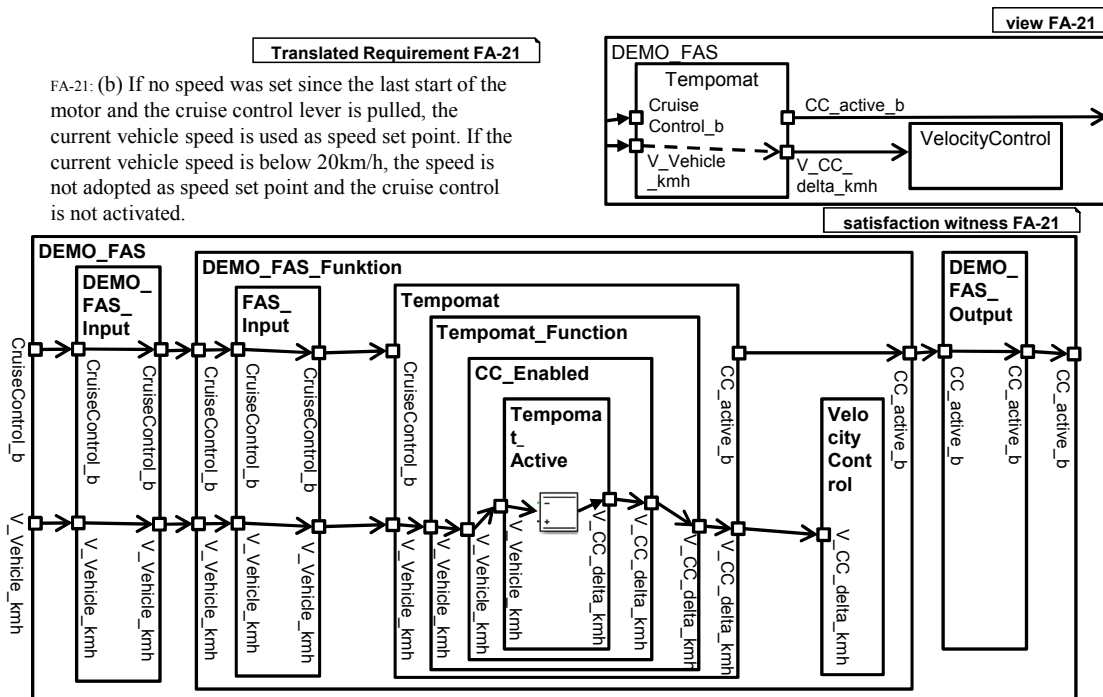 Translated Requirement FA-21
FA-21: (b) If no speed was set since the last start of the
motor and the cruise control lever is pulled, the
current vehicle speed is used as speed set point. If the
current vehicle speed is below 20km/h, the speed is
not adopted as speed set point and the cruise control
is not activated.
view FA-21
DEMO_FAS
Tempomat
Cruise
Control_b
V_Vehicle
_kmh
CC_active_b
V_CC_
delta_kmh
VelocityControl
satisfaction witness FA-21
DEMO_FAS
DEMO_
FAS_
Input
DEMO_FAS_Funktion
FAS_
Input
Tempomat
Tempomat_Function
CC_Enabled
Tempoma
t_
Active
Velo
city
Cont
rol
DEMO_
FAS_
Output
CruiseControl_b
CruiseControl_b
CruiseControl_b
CruiseControl_b
CruiseControl_b
CruiseControl_b
CruiseControl_b
CC_active_b
CC_active_b
CC_active_b
CC_active_b
CC_active_b
V_Vehicle_kmh
V_Vehicle_kmh
V_Vehicle_kmh
V_Vehicle_kmh
V_Vehicle_kmh
V_Vehicle_kmh
V_Vehicle_kmh
V_Vehicle_kmh
V_Vehicle_kmh
V_Vehicle_kmh
V_CC_delta_kmh
V_CC_delta_kmh
V_CC_delta_kmh
V_CC_delta_kmh
V_CC_delta_kmh
-
+